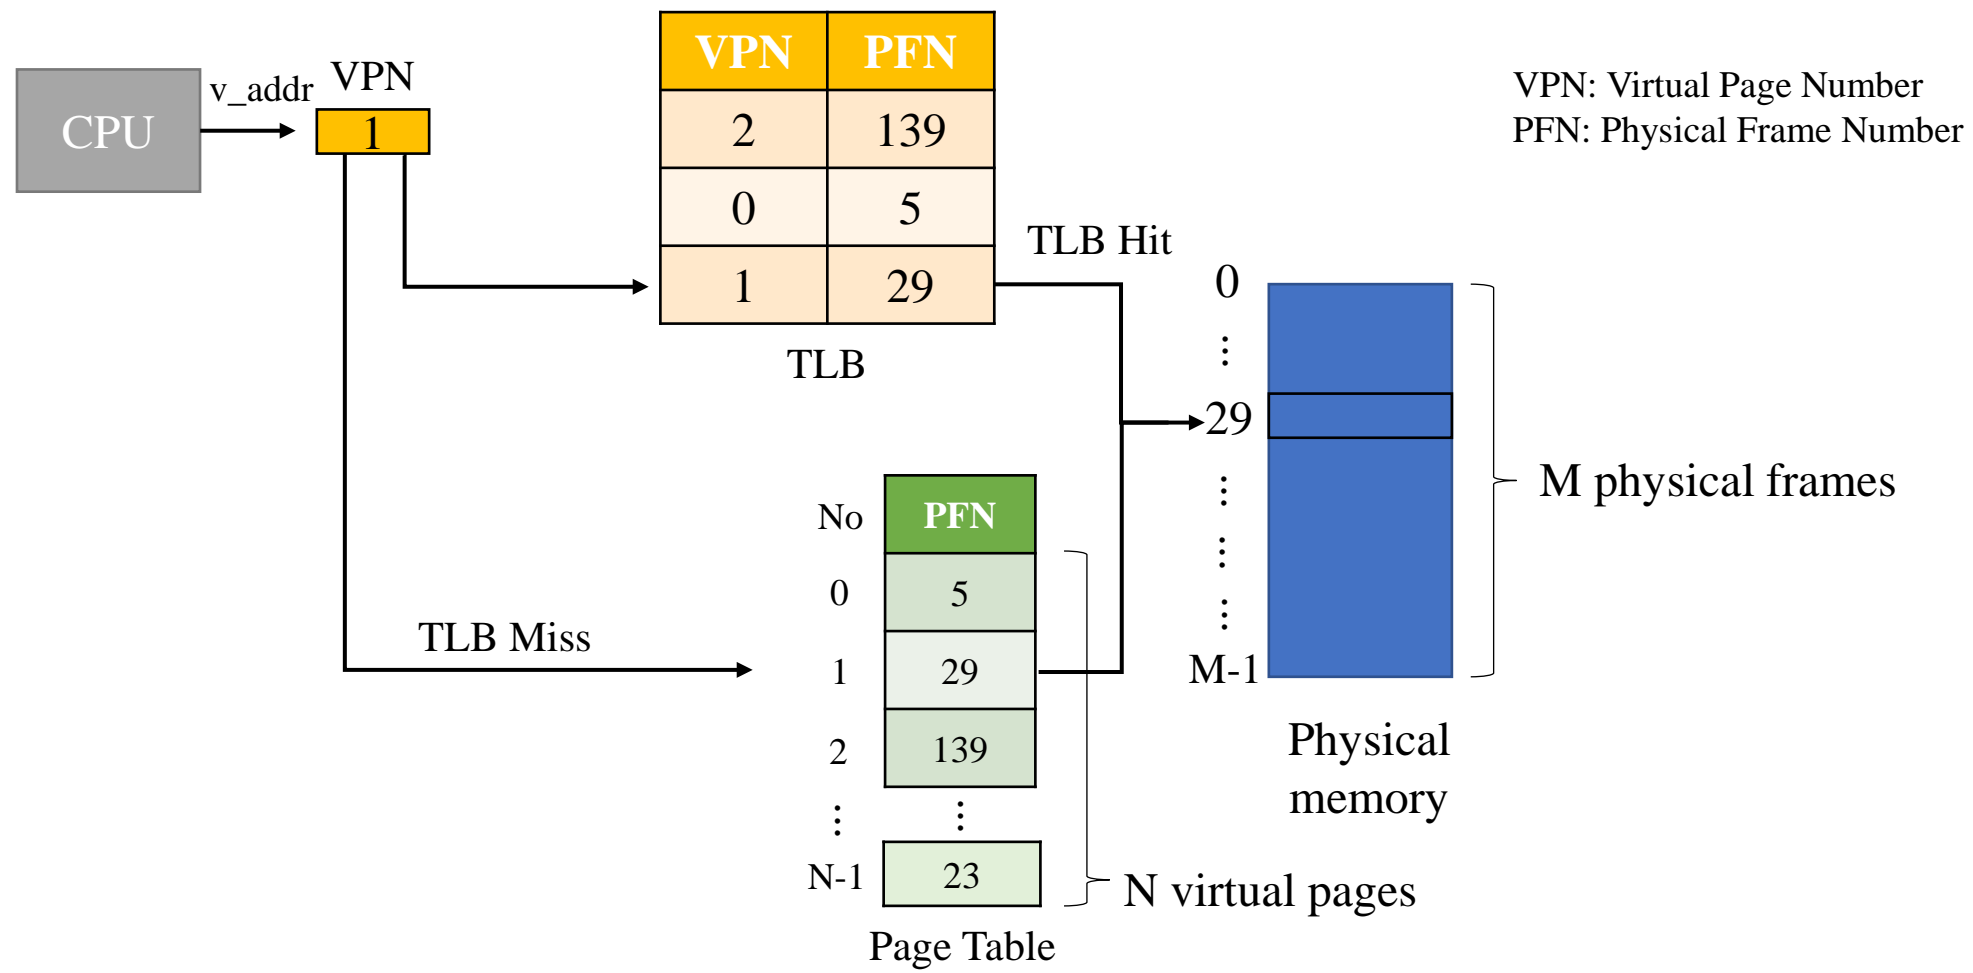 CPU
v_addr
VPN
1
VPN PFN
2 139
0 5
1 29
TLB
VPN: Virtual Page Number
PFN: Physical Frame Number
TLB Hit
TLB Miss
No PFN
0 5
1 29
2 139
⋮ ⋮
N-1 23
Page Table
N virtual pages
0
⋮
29
⋮
⋮
⋮
M-1
M physical frames
Physical
memory